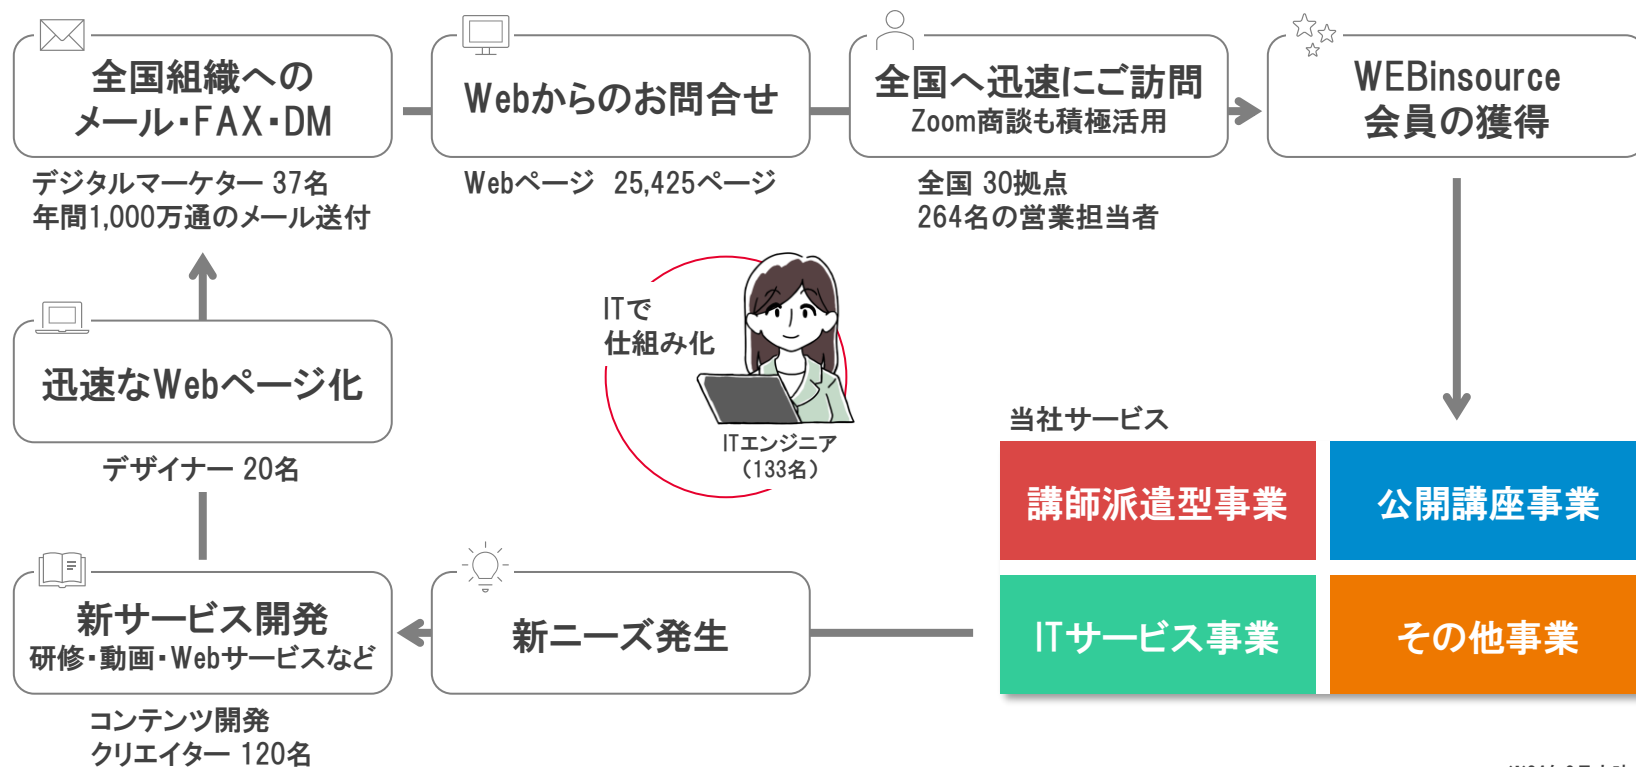 全国組織への
メール・FAX・DM
Webからのお問合せ
全国へ迅速にご訪問
Zoom商談も積極活用
WEBinsource
会員の獲得
デジタルマーケター 37名
年間1,000万通のメール送付
Webページ 25,425ページ
全国 30拠点
264名の営業担当者
ITで
仕組み化
ITエンジニア
（133名）
迅速なWebページ化
デザイナー 20名
当社サービス
講師派遣型事業
公開講座事業
ITサービス事業
その他事業
新ニーズ発生
新サービス開発
研修・動画・Webサービスなど
コンテンツ開発
クリエイター 120名